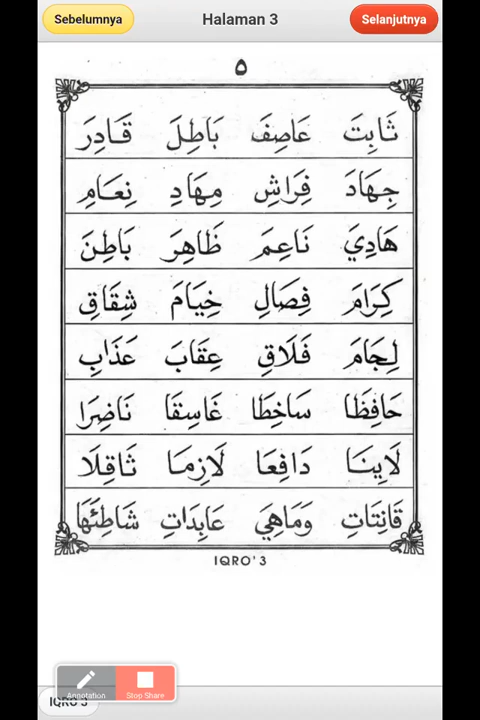 Sebelumnya Halaman 3 Selanjutnya
٥
ثَابِتَ عَاصِفَ بَاطِلَ قَادِرَ
جِهَادَ فِرَاشِ مِهَادِ نِعَامِ
هَادِيَ نَاعِمَ ظَاهِرَ بَاطِنَ
كِرَامَ فِصَالِ خِيَامَ شِقَاقِ
لِجَامَ فَلَاقِ عِقَابَ عَذَابِ
حَافِظَا سَاخِطَا غَاسِقَا نَاضِرَا
لَايِنَا دَافِعَا لَازِمَا ثَاقِلَا
قَانِتَاتِ وَمَاهِيَ عَابِدَاتِ شَاطِئَهَا
IQRO' 3
Annotation Stop Share
IQRO 3